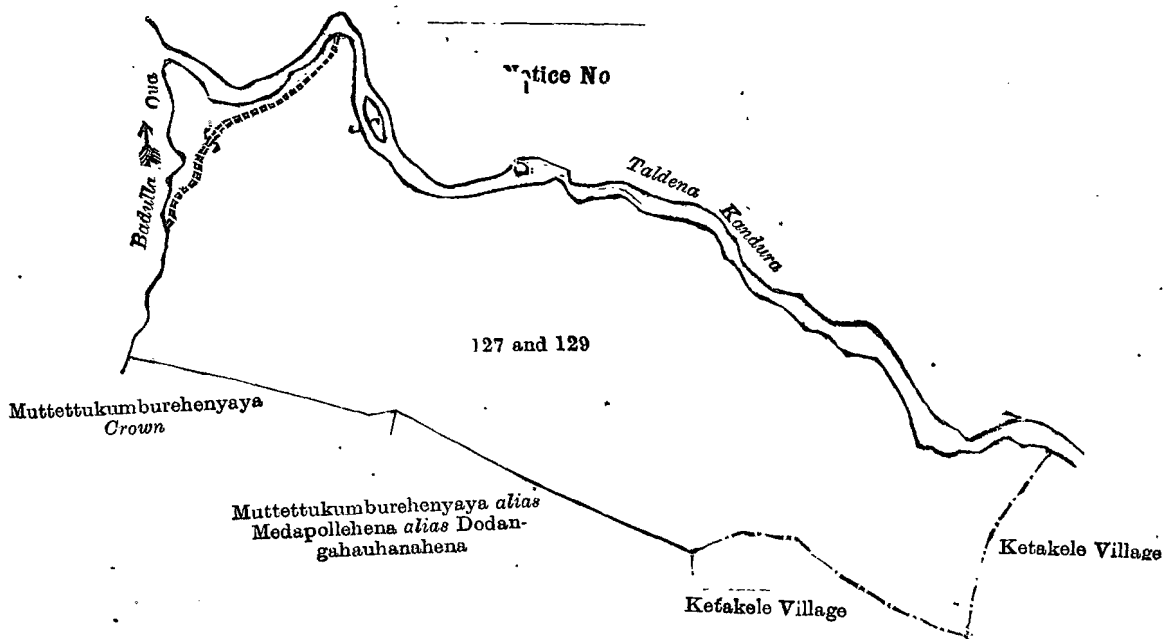 Notice No
Badulla Oya
Taldena Kandura
127 and 129
Muttettukumburehenyaya
Crown
Muttettukumburehenyaya alias
Medapollehena alias Dodan-
gahauhanahena
Ketakele Village
Ketakele Village